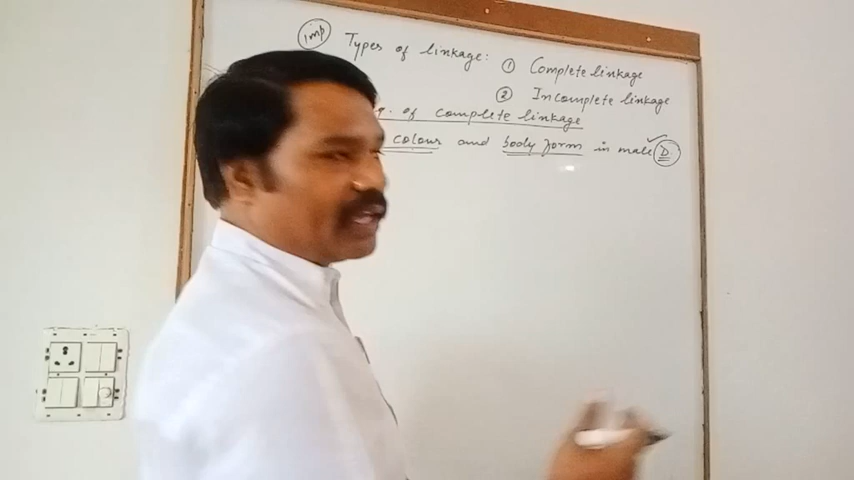 imp Types of linkage: ① Complete linkage
② Incomplete linkage
of complete linkage
colour and body form in male D